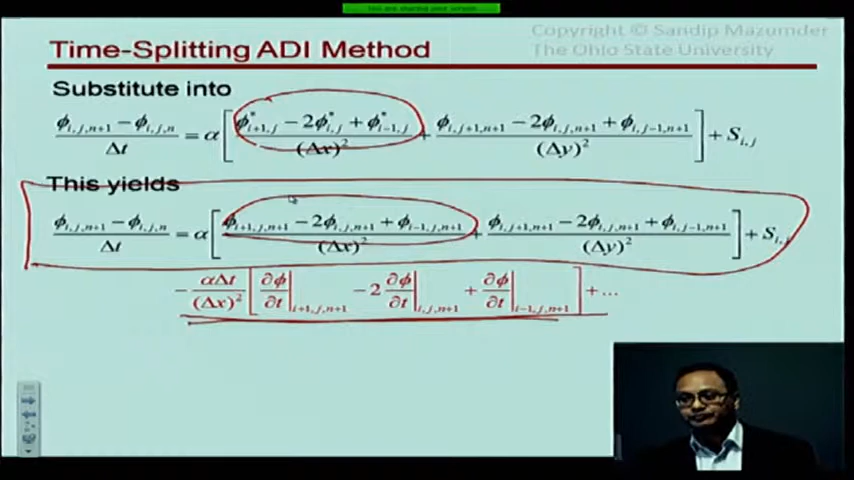 You are sharing your screen
Copyright © Sandip Mazumder
The Ohio State University
Time-Splitting ADI Method
Substitute into
(ϕ_{i,j,n+1} − ϕ_{i,j,n}) / Δt = α [ (ϕ*_{i+1,j} − 2ϕ*_{i,j} + ϕ*_{i−1,j}) / (Δx)² + (ϕ_{i,j+1,n+1} − 2ϕ_{i,j,n+1} + ϕ_{i,j−1,n+1}) / (Δy)² ] + S_{i,j}
This yields
(ϕ_{i,j,n+1} − ϕ_{i,j,n}) / Δt = α [ (ϕ_{i+1,j,n+1} − 2ϕ_{i,j,n+1} + ϕ_{i−1,j,n+1}) / (Δx)² + (ϕ_{i,j+1,n+1} − 2ϕ_{i,j,n+1} + ϕ_{i,j−1,n+1}) / (Δy)² ] + S_{i,j}
− αΔt / (Δx)² [ ∂ϕ/∂t|_{i+1,j,n+1} − 2 ∂ϕ/∂t|_{i,j,n+1} + ∂ϕ/∂t|_{i−1,j,n+1} ] + ...